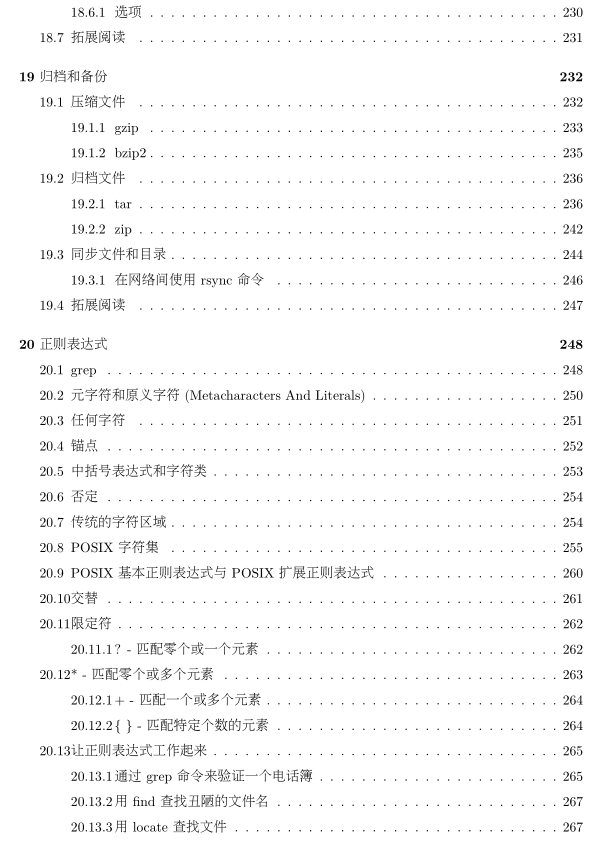 18.6.1 选项 . . . . . . . . . . . . . . . . . . . . . . . . . . . . . . . . . . . . . . . 230
18.7 拓展阅读 . . . . . . . . . . . . . . . . . . . . . . . . . . . . . . . . . . . . . . . . 231
19 归档和备份 232
19.1 压缩文件 . . . . . . . . . . . . . . . . . . . . . . . . . . . . . . . . . . . . . . . . 232
19.1.1 gzip . . . . . . . . . . . . . . . . . . . . . . . . . . . . . . . . . . . . . . . 233
19.1.2 bzip2 . . . . . . . . . . . . . . . . . . . . . . . . . . . . . . . . . . . . . . . 235
19.2 归档文件 . . . . . . . . . . . . . . . . . . . . . . . . . . . . . . . . . . . . . . . . 236
19.2.1 tar . . . . . . . . . . . . . . . . . . . . . . . . . . . . . . . . . . . . . . . . 236
19.2.2 zip . . . . . . . . . . . . . . . . . . . . . . . . . . . . . . . . . . . . . . . . 242
19.3 同步文件和目录 . . . . . . . . . . . . . . . . . . . . . . . . . . . . . . . . . . . . . 244
19.3.1 在网络间使用 rsync 命令 . . . . . . . . . . . . . . . . . . . . . . . . . . . 246
19.4 拓展阅读 . . . . . . . . . . . . . . . . . . . . . . . . . . . . . . . . . . . . . . . . 247
20 正则表达式 248
20.1 grep . . . . . . . . . . . . . . . . . . . . . . . . . . . . . . . . . . . . . . . . . . . 248
20.2 元字符和原义字符 (Metacharacters And Literals) . . . . . . . . . . . . . . . . . . 250
20.3 任何字符 . . . . . . . . . . . . . . . . . . . . . . . . . . . . . . . . . . . . . . . . 251
20.4 锚点 . . . . . . . . . . . . . . . . . . . . . . . . . . . . . . . . . . . . . . . . . . . 252
20.5 中括号表达式和字符类 . . . . . . . . . . . . . . . . . . . . . . . . . . . . . . . . . 253
20.6 否定 . . . . . . . . . . . . . . . . . . . . . . . . . . . . . . . . . . . . . . . . . . . 254
20.7 传统的字符区域 . . . . . . . . . . . . . . . . . . . . . . . . . . . . . . . . . . . . . 254
20.8 POSIX 字符集 . . . . . . . . . . . . . . . . . . . . . . . . . . . . . . . . . . . . . 255
20.9 POSIX 基本正则表达式与 POSIX 扩展正则表达式 . . . . . . . . . . . . . . . . . 260
20.10交替 . . . . . . . . . . . . . . . . . . . . . . . . . . . . . . . . . . . . . . . . . . . 261
20.11限定符 . . . . . . . . . . . . . . . . . . . . . . . . . . . . . . . . . . . . . . . . . . 262
20.11.1 ? - 匹配零个或一个元素 . . . . . . . . . . . . . . . . . . . . . . . . . . . . 262
20.12* - 匹配零个或多个元素 . . . . . . . . . . . . . . . . . . . . . . . . . . . . . . . . 263
20.12.1 + - 匹配一个或多个元素 . . . . . . . . . . . . . . . . . . . . . . . . . . . . 264
20.12.2 { } - 匹配特定个数的元素 . . . . . . . . . . . . . . . . . . . . . . . . . . . 264
20.13让正则表达式工作起来 . . . . . . . . . . . . . . . . . . . . . . . . . . . . . . . . . 265
20.13.1 通过 grep 命令来验证一个电话簿 . . . . . . . . . . . . . . . . . . . . . . . 265
20.13.2 用 find 查找丑陋的文件名 . . . . . . . . . . . . . . . . . . . . . . . . . . . 267
20.13.3 用 locate 查找文件 . . . . . . . . . . . . . . . . . . . . . . . . . . . . . . . 267